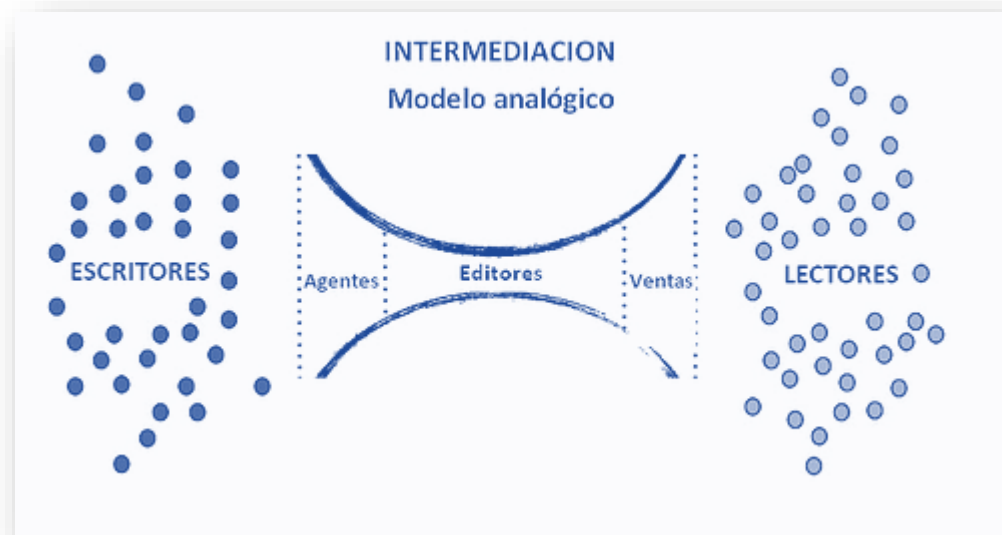 INTERMEDIACION
Modelo analógico
ESCRITORES
Agentes
Editores
Ventas
LECTORES